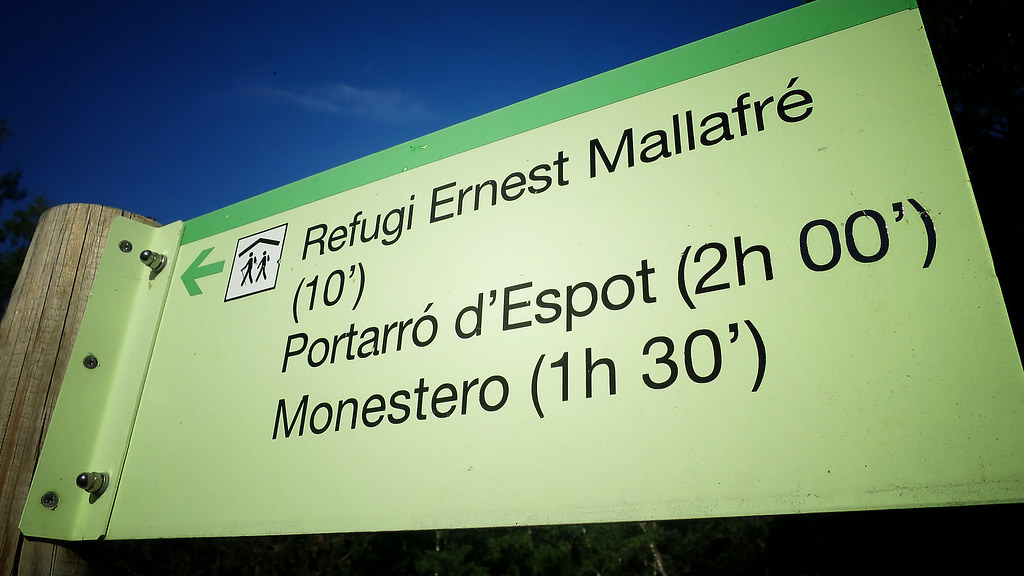 Refugi Ernest Mallafré
(10’)
Portarró d’Espot (2h 00’)
Monestero (1h 30’)